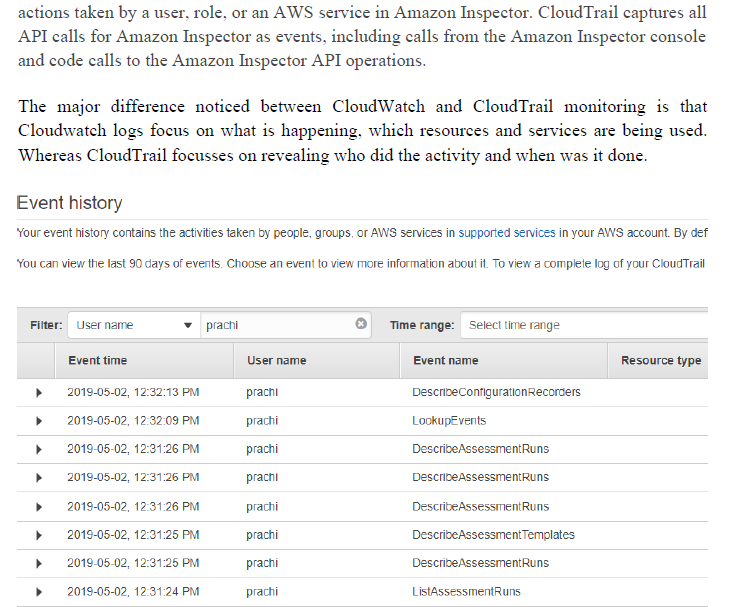 actions taken by a user, role, or an AWS service in Amazon Inspector. CloudTrail captures all
API calls for Amazon Inspector as events, including calls from the Amazon Inspector console
and code calls to the Amazon Inspector API operations.
The major difference noticed between CloudWatch and CloudTrail monitoring is that
Cloudwatch logs focus on what is happening, which resources and services are being used.
Whereas CloudTrail focusses on revealing who did the activity and when was it done.
Event history
Your event history contains the activities taken by people, groups, or AWS services in supported services in your AWS account. By def
You can view the last 90 days of events. Choose an event to view more information about it. To view a complete log of your CloudTrail
Filter: User name prachi Time range: Select time range
Event time User name Event name Resource type
2019-05-02, 12:32:13 PM prachi DescribeConfigurationRecorders
2019-05-02, 12:32:09 PM prachi LookupEvents
2019-05-02, 12:31:26 PM prachi DescribeAssessmentRuns
2019-05-02, 12:31:26 PM prachi DescribeAssessmentRuns
2019-05-02, 12:31:26 PM prachi DescribeAssessmentRuns
2019-05-02, 12:31:25 PM prachi DescribeAssessmentTemplates
2019-05-02, 12:31:25 PM prachi DescribeAssessmentRuns
2019-05-02, 12:31:24 PM prachi ListAssessmentRuns